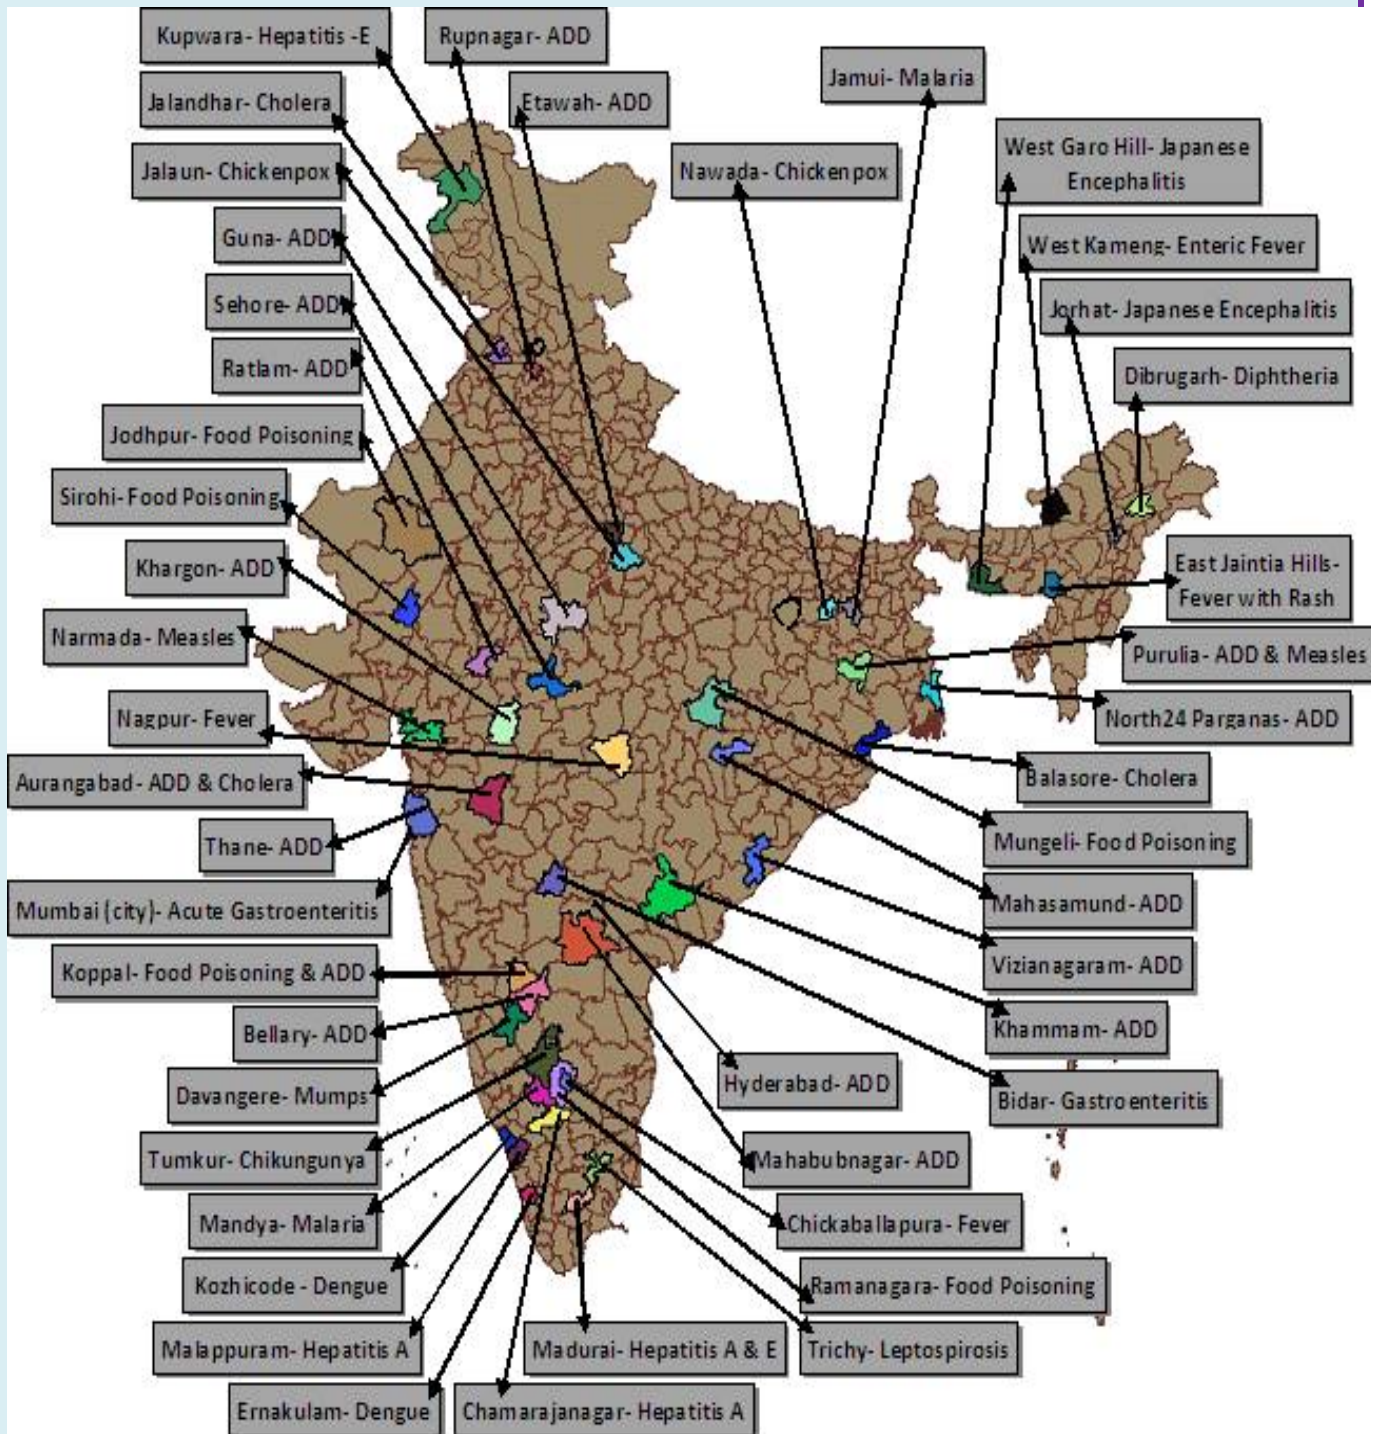 Kupwara- Hepatitis -E
Rupnagar- ADD
Jamui- Malaria
Jalandhar- Cholera
Etawah- ADD
West Garo Hill- Japanese
Encephalitis
Jalaun- Chickenpox
Nawada- Chickenpox
Guna- ADD
West Kameng- Enteric Fever
Sehore- ADD
Jorhat- Japanese Encephalitis
Ratlam- ADD
Dibrugarh- Diphtheria
Jodhpur- Food Poisoning
Sirohi- Food Poisoning
Khargon- ADD
East Jaintia Hills-
Fever with Rash
Narmada- Measles
Purulia- ADD & Measles
Nagpur- Fever
North24 Parganas- ADD
Aurangabad- ADD & Cholera
Balasore- Cholera
Thane- ADD
Mungeli- Food Poisoning
Mumbai (city)- Acute Gastroenteritis
Mahasamund- ADD
Koppal- Food Poisoning & ADD
Vizianagaram- ADD
Bellary- ADD
Khammam- ADD
Davangere- Mumps
Hyderabad- ADD
Bidar- Gastroenteritis
Tumkur- Chikungunya
Mahabubnagar- ADD
Mandya- Malaria
Chickaballapura- Fever
Kozhicode - Dengue
Ramanagara- Food Poisoning
Malappuram- Hepatitis A
Madurai- Hepatitis A & E
Trichy- Leptospirosis
Ernakulam- Dengue
Chamarajanagar- Hepatitis A